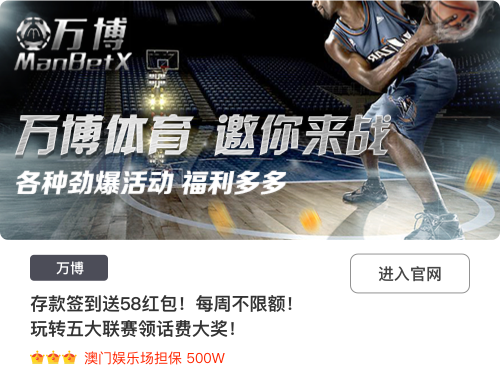 万博
ManBetX
万博体育 邀你来战
各种劲爆活动 福利多多
万博
进入官网
存款签到送58红包！每周不限额！
玩转五大联赛领话费大奖！
澳门娱乐场担保 500W